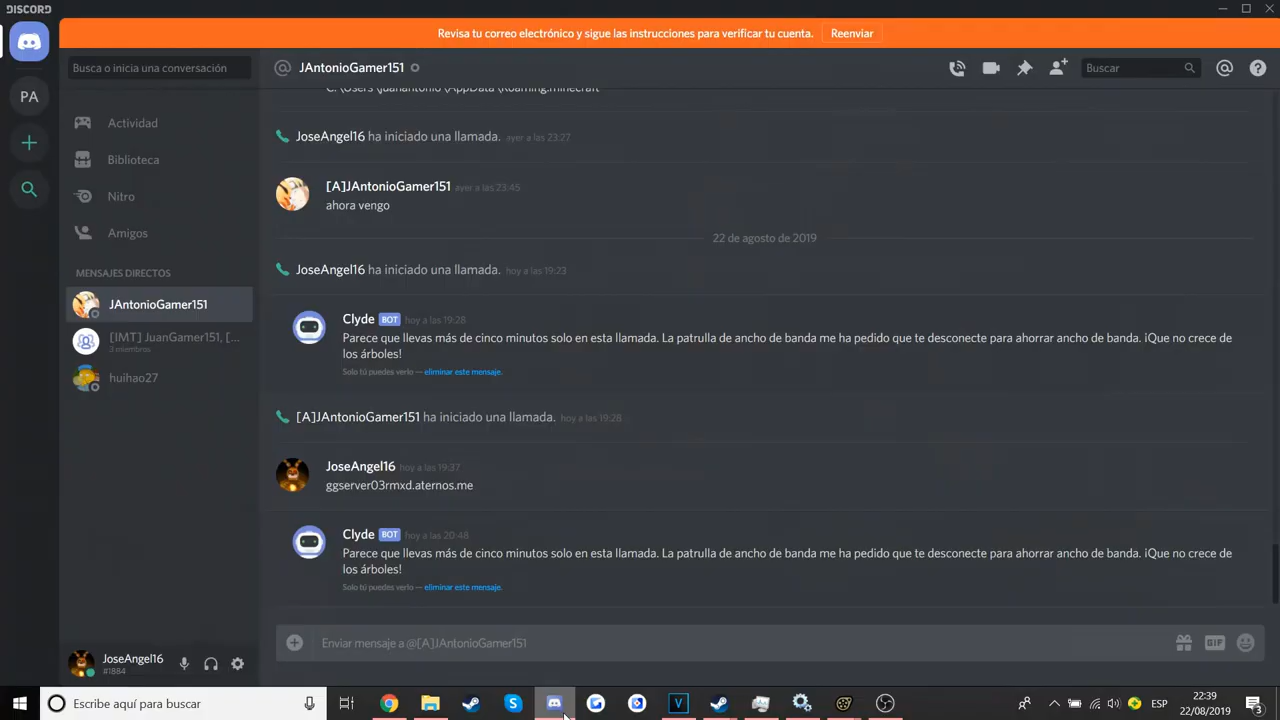 DISCORD
Revisa tu correo electrónico y sigue las instrucciones para verificar tu cuenta. Reenviar
Busca o inicia una conversación
JAntonioGamer151
Buscar
PA
Actividad
Biblioteca
Nitro
Amigos
MENSAJES DIRECTOS
JAntonioGamer151
[IMT] JuanGamer151, [...
3 miembros
huihao27
JoseAngel16
#1884
C: \Users \juanantonio \AppData \Roaming.minecraft
JoseAngel16 ha iniciado una llamada. ayer a las 23:27
[A]JAntonioGamer151 ayer a las 23:45
ahora vengo
22 de agosto de 2019
JoseAngel16 ha iniciado una llamada. hoy a las 19:23
Clyde BOT hoy a las 19:28
Parece que llevas más de cinco minutos solo en esta llamada. La patrulla de ancho de banda me ha pedido que te desconecte para ahorrar ancho de banda. ¡Que no crece de
los árboles!
Solo tú puedes verlo — eliminar este mensaje.
[A]JAntonioGamer151 ha iniciado una llamada. hoy a las 19:28
JoseAngel16 hoy a las 19:37
ggserver03rmxd.aternos.me
Clyde BOT hoy a las 20:48
Parece que llevas más de cinco minutos solo en esta llamada. La patrulla de ancho de banda me ha pedido que te desconecte para ahorrar ancho de banda. ¡Que no crece de
los árboles!
Solo tú puedes verlo — eliminar este mensaje.
Enviar mensaje a @[A]JAntonioGamer151
GIF
Escribe aquí para buscar
ESP
22:39
22/08/2019
3